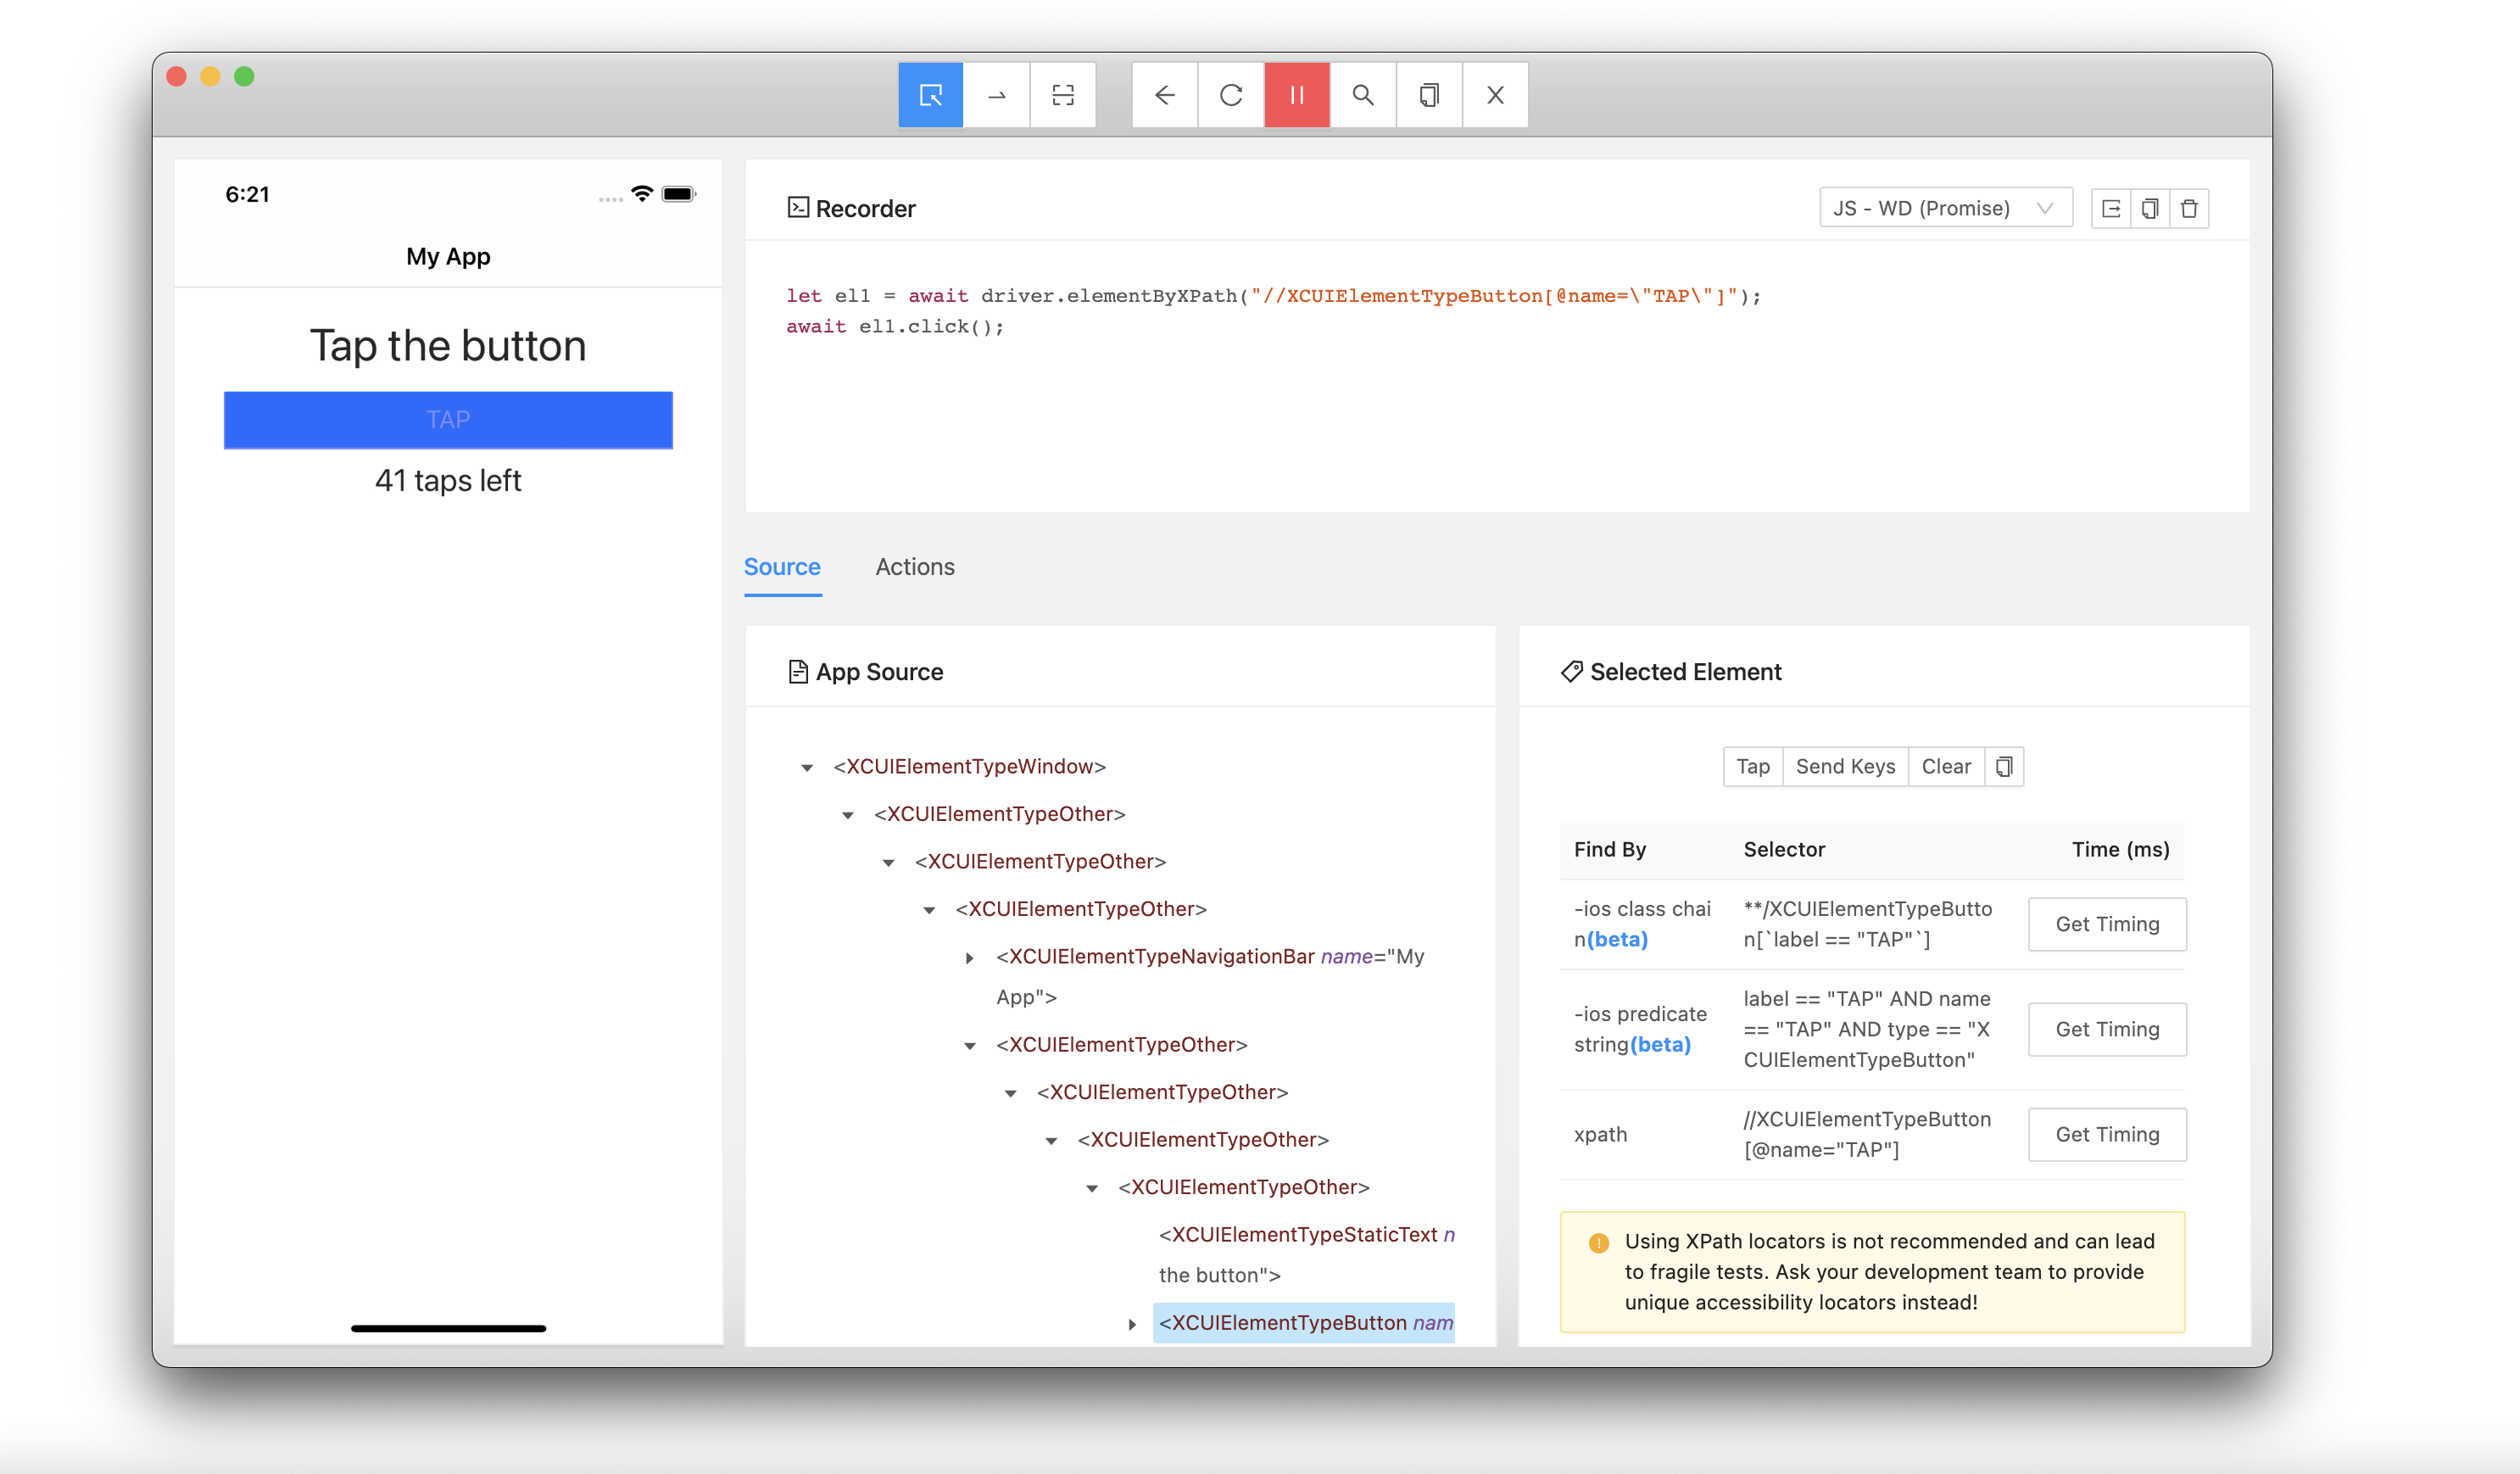 6:21
My App
Tap the button
TAP
41 taps left
Recorder
JS - WD (Promise)
let el1 = await driver.elementByXPath("//XCUIElementTypeButton[@name=\"TAP\"]");
await el1.click();
Source
Actions
App Source
<XCUIElementTypeWindow>
<XCUIElementTypeOther>
<XCUIElementTypeOther>
<XCUIElementTypeOther>
<XCUIElementTypeNavigationBar name="My
App">
<XCUIElementTypeOther>
<XCUIElementTypeOther>
<XCUIElementTypeOther>
<XCUIElementTypeOther>
<XCUIElementTypeStaticText n
the button">
<XCUIElementTypeButton nam
Selected Element
Tap
Send Keys
Clear
Find By
Selector
Time (ms)
-ios class chai
n(beta)
**/XCUIElementTypeButto
n[`label == "TAP"`]
Get Timing
-ios predicate
string(beta)
label == "TAP" AND name
== "TAP" AND type == "X
CUIElementTypeButton"
Get Timing
xpath
//XCUIElementTypeButton
[@name="TAP"]
Get Timing
Using XPath locators is not recommended and can lead
to fragile tests. Ask your development team to provide
unique accessibility locators instead!